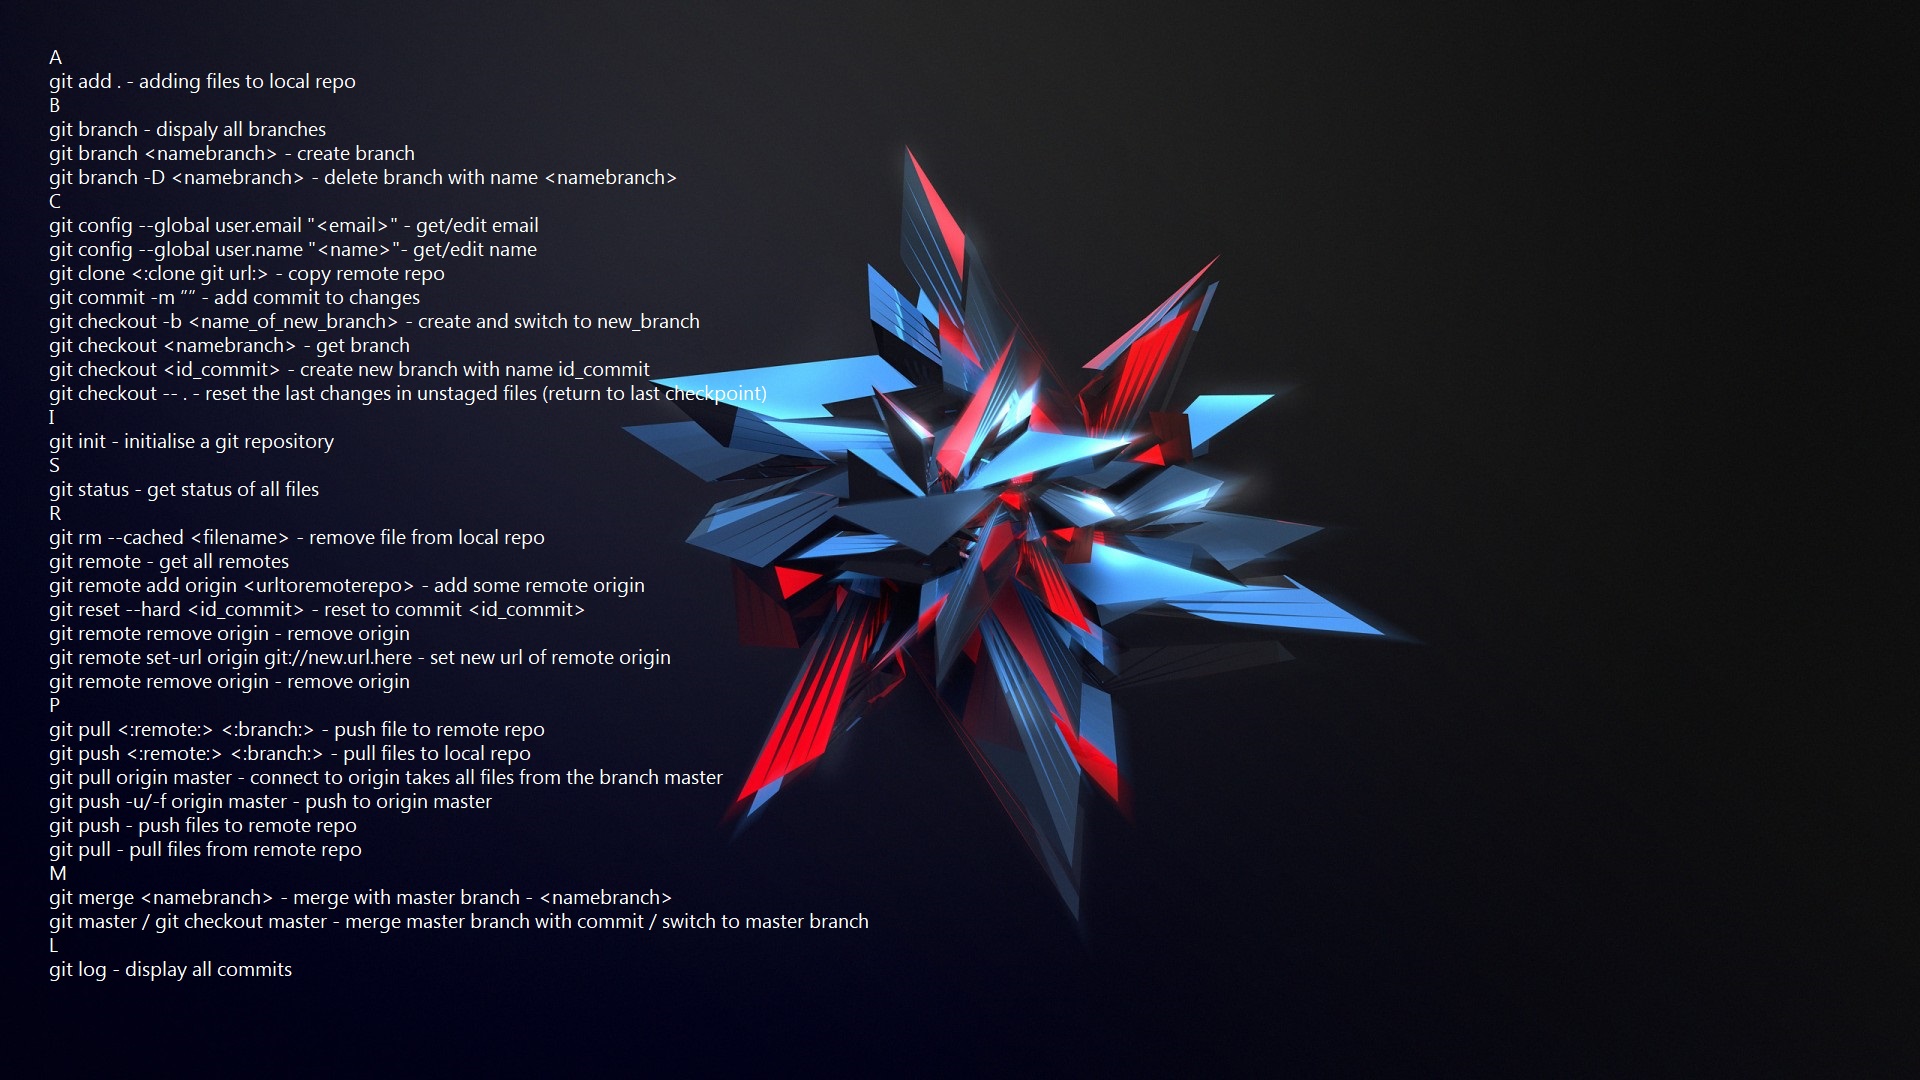 A
git add . - adding files to local repo
B
git branch - dispaly all branches
git branch <namebranch> - create branch
git branch -D <namebranch> - delete branch with name <namebranch>
C
git config --global user.email "<email>" - get/edit email
git config --global user.name "<name>"- get/edit name
git clone <:clone git url:> - copy remote repo
git commit -m ”” - add commit to changes
git checkout -b <name_of_new_branch> - create and switch to new_branch
git checkout <namebranch> - get branch
git checkout <id_commit> - create new branch with name id_commit
git checkout -- . - reset the last changes in unstaged files (return to last checkpoint)
I
git init - initialise a git repository
S
git status - get status of all files
R
git rm --cached <filename> - remove file from local repo
git remote - get all remotes
git remote add origin <urltoremoterepo> - add some remote origin
git reset --hard <id_commit> - reset to commit <id_commit>
git remote remove origin - remove origin
git remote set-url origin git://new.url.here - set new url of remote origin
git remote remove origin - remove origin
P
git pull <:remote:> <:branch:> - push file to remote repo
git push <:remote:> <:branch:> - pull files to local repo
git pull origin master - connect to origin takes all files from the branch master
git push -u/-f origin master - push to origin master
git push - push files to remote repo
git pull - pull files from remote repo
M
git merge <namebranch> - merge with master branch - <namebranch>
git master / git checkout master - merge master branch with commit / switch to master branch
L
git log - display all commits